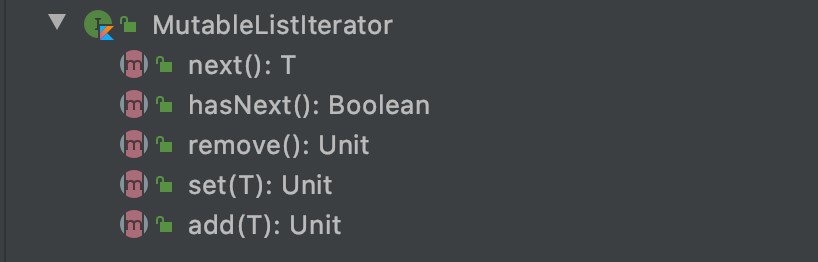 MutableListIterator
next(): T
hasNext(): Boolean
remove(): Unit
set(T): Unit
add(T): Unit